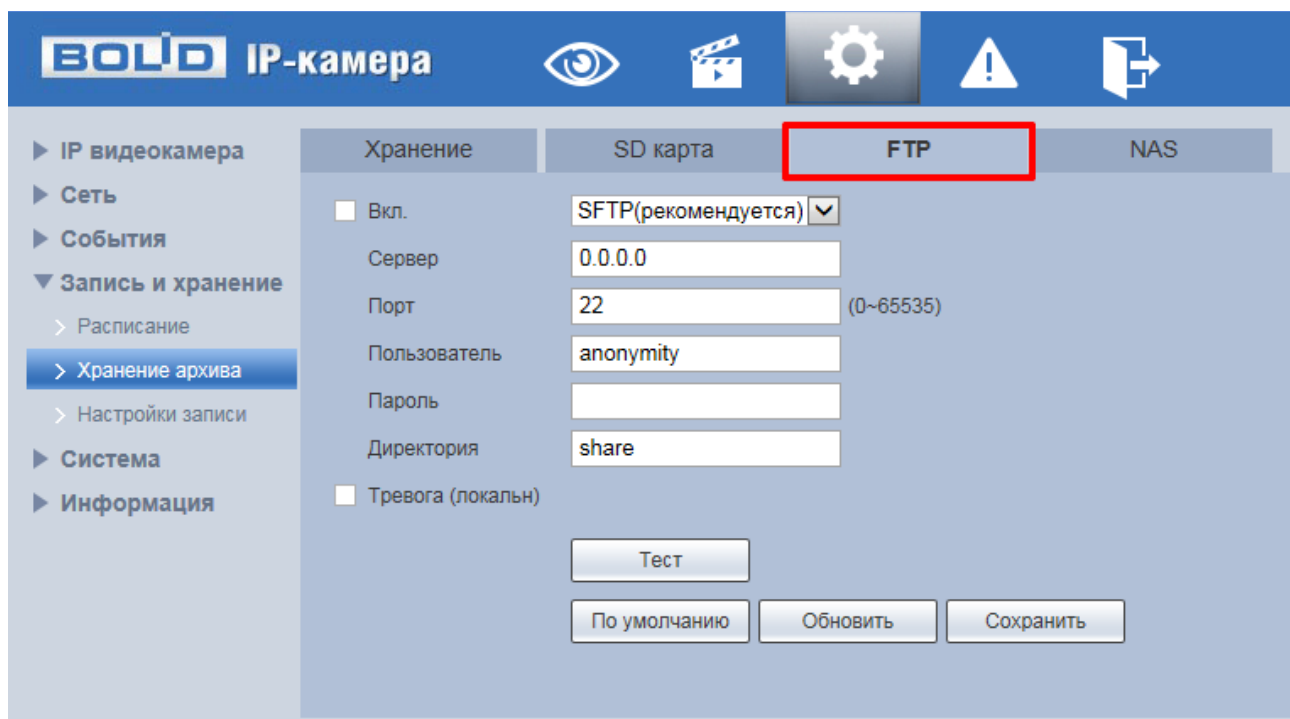 BOLID IP-камера
IP видеокамера
Сеть
События
Запись и хранение
Расписание
Хранение архива
Настройки записи
Система
Информация
Хранение SD карта FTP NAS
Вкл. SFTP(рекомендуется)
Сервер 0.0.0.0
Порт 22 (0~65535)
Пользователь anonymity
Пароль
Директория share
Тревога (локальн)
Тест
По умолчанию Обновить Сохранить